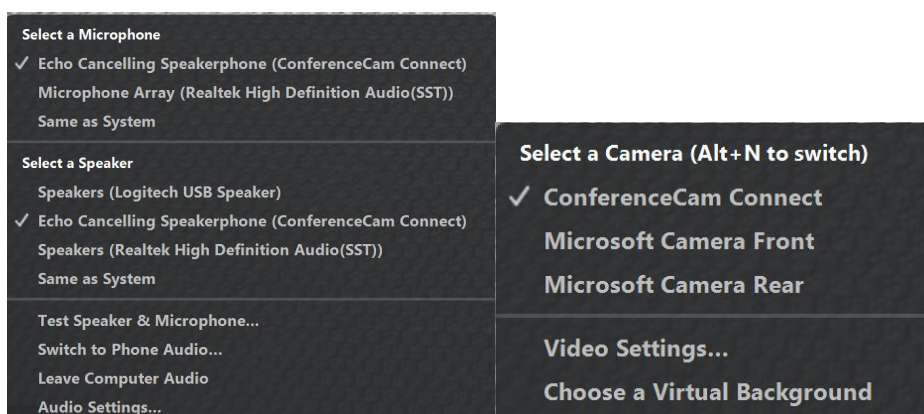 Select a Microphone
Echo Cancelling Speakerphone (ConferenceCam Connect)
Microphone Array (Realtek High Definition Audio(SST))
Same as System
Select a Speaker
Speakers (Logitech USB Speaker)
Echo Cancelling Speakerphone (ConferenceCam Connect)
Speakers (Realtek High Definition Audio(SST))
Same as System
Test Speaker & Microphone...
Switch to Phone Audio...
Leave Computer Audio
Audio Settings...
Select a Camera (Alt+N to switch)
ConferenceCam Connect
Microsoft Camera Front
Microsoft Camera Rear
Video Settings...
Choose a Virtual Background